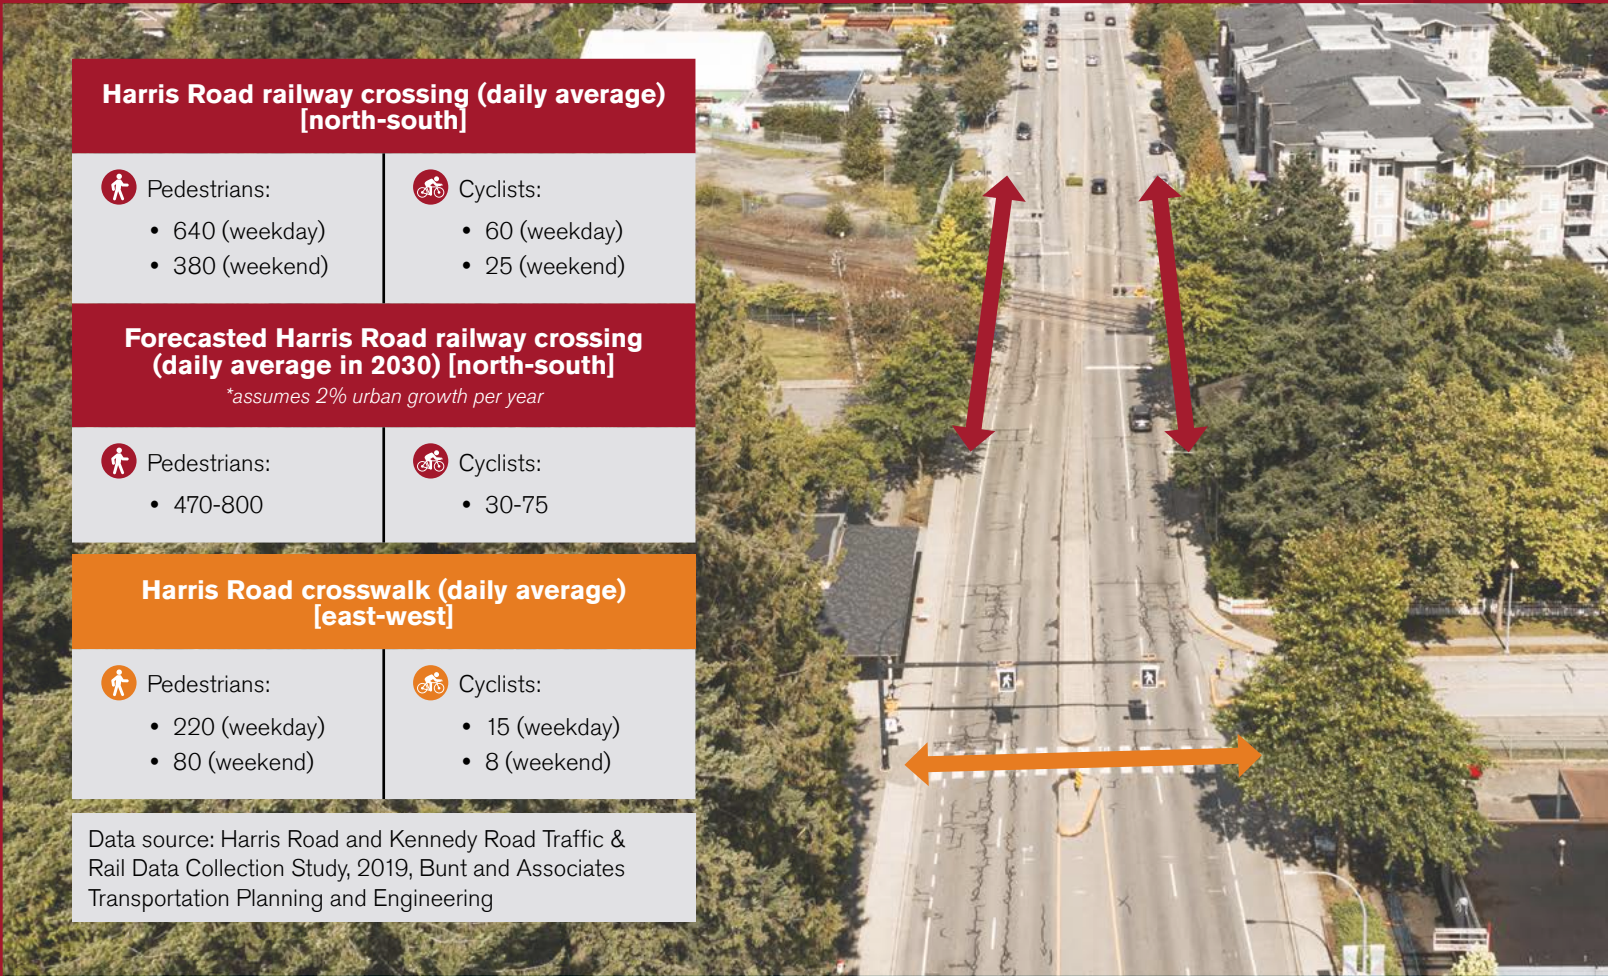 Harris Road railway crossing (daily average)
[north-south]
Pedestrians:
• 640 (weekday)
• 380 (weekend)
Cyclists:
• 60 (weekday)
• 25 (weekend)
Forecasted Harris Road railway crossing
(daily average in 2030) [north-south]
*assumes 2% urban growth per year
Pedestrians:
• 470-800
Cyclists:
• 30-75
Harris Road crosswalk (daily average)
[east-west]
Pedestrians:
• 220 (weekday)
• 80 (weekend)
Cyclists:
• 15 (weekday)
• 8 (weekend)
Data source: Harris Road and Kennedy Road Traffic &
Rail Data Collection Study, 2019, Bunt and Associates
Transportation Planning and Engineering